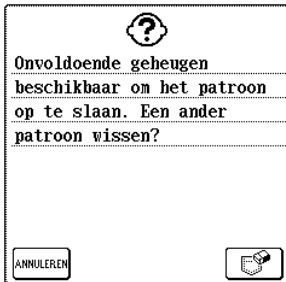 Onvoldoende geheugen
beschikbaar om het patroon
op te slaan. Een ander
patroon wissen?
ANNULEREN